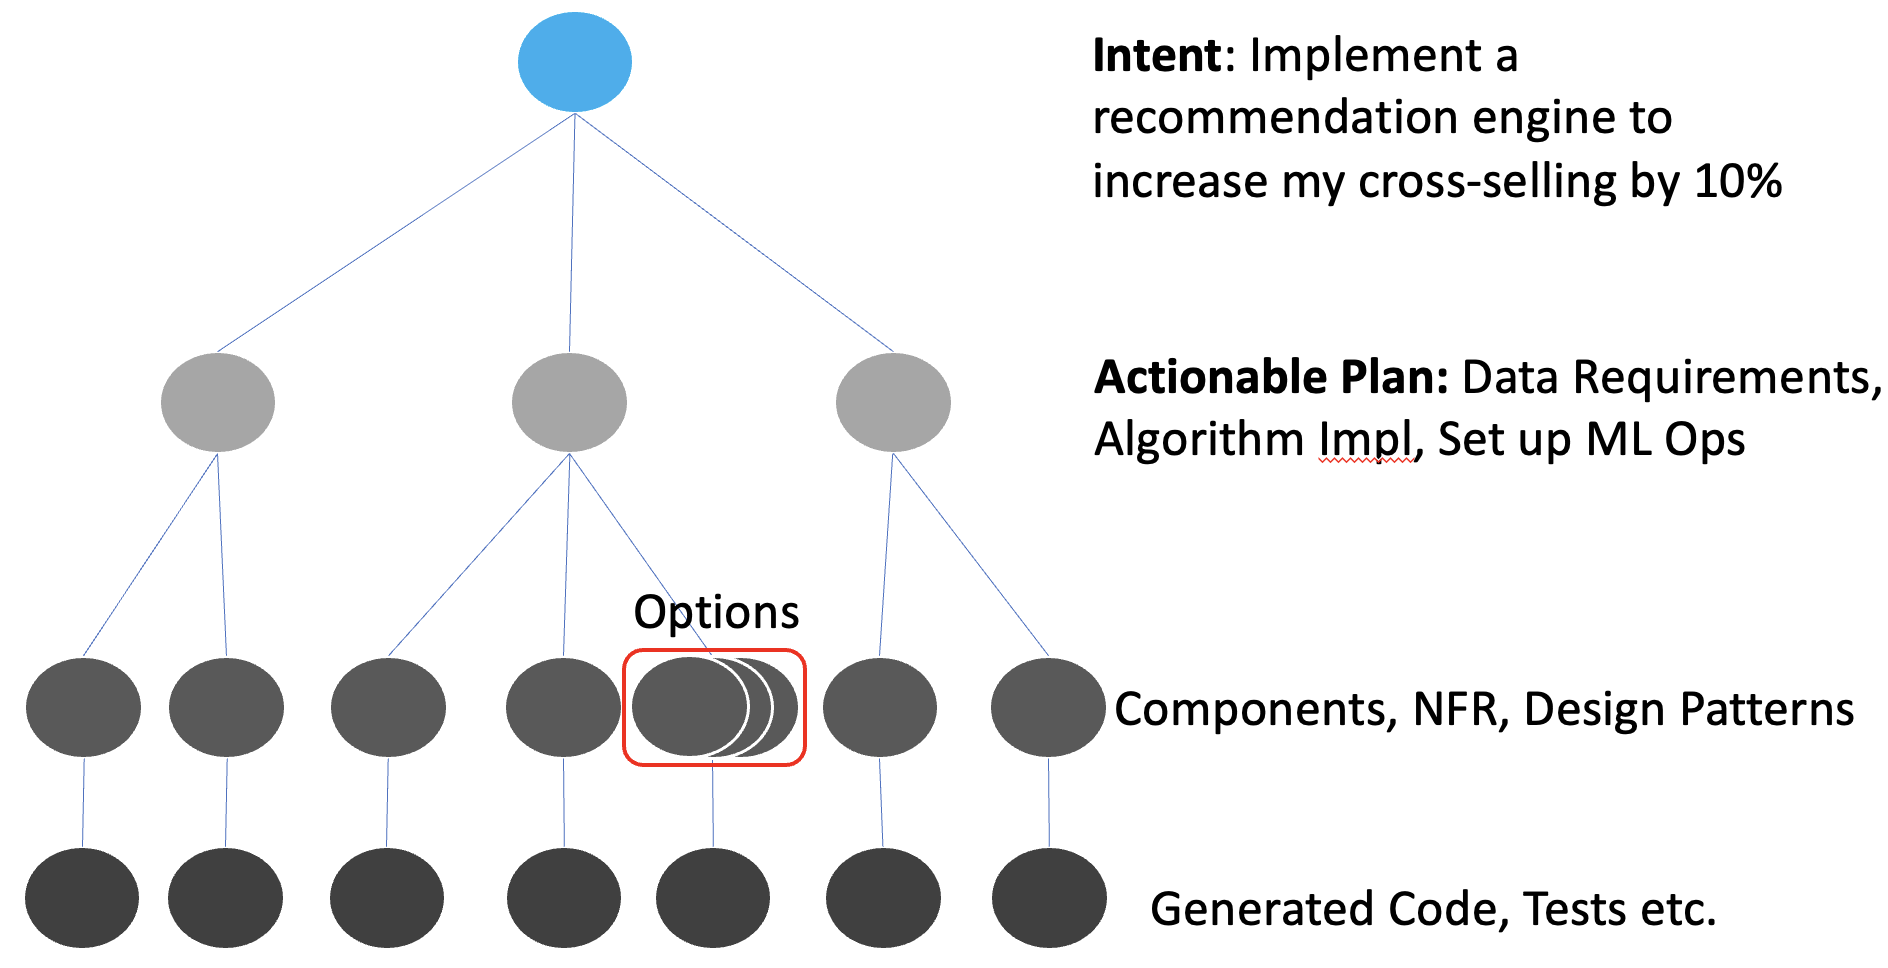 Intent: Implement a
recommendation engine to
increase my cross-selling by 10%
Actionable Plan: Data Requirements,
Algorithm Impl, Set up ML Ops
Options
Components, NFR, Design Patterns
Generated Code, Tests etc.